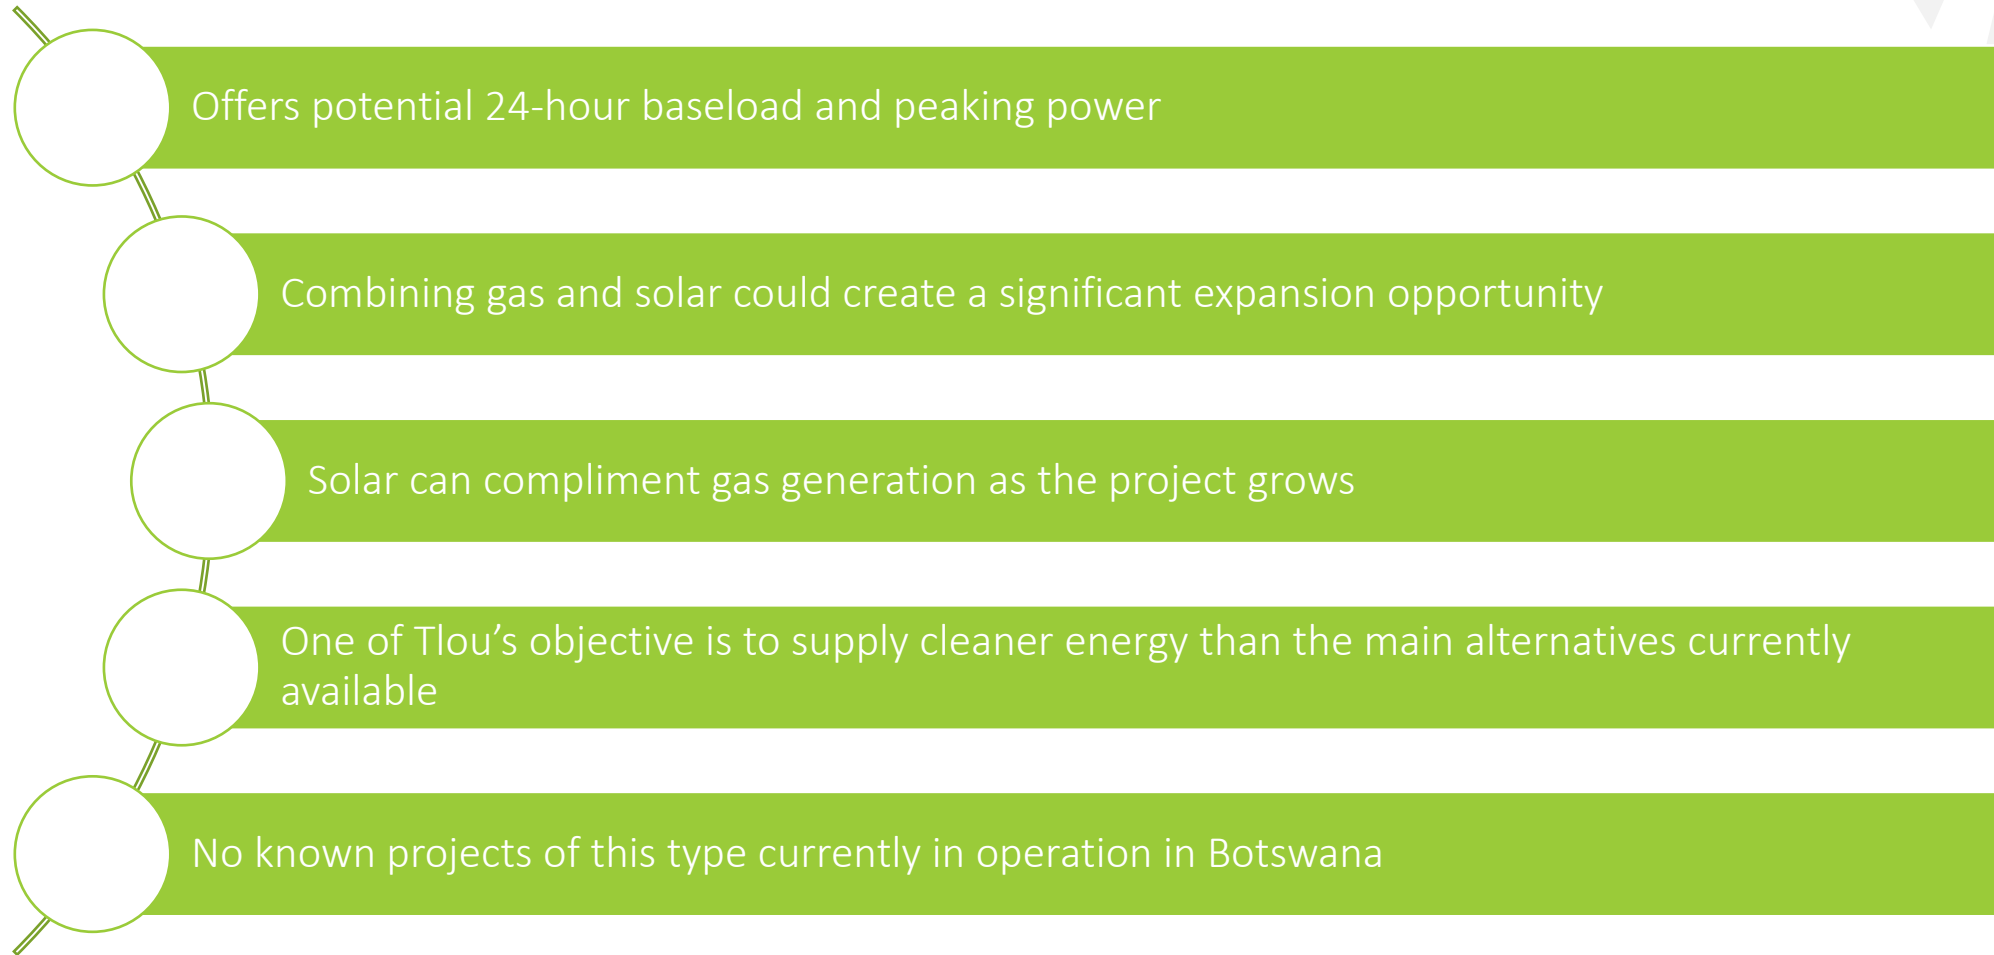 Offers potential 24-hour baseload and peaking power
Combining gas and solar could create a significant expansion opportunity
Solar can compliment gas generation as the project grows
One of Tlou’s objective is to supply cleaner energy than the main alternatives currently
available
No known projects of this type currently in operation in Botswana